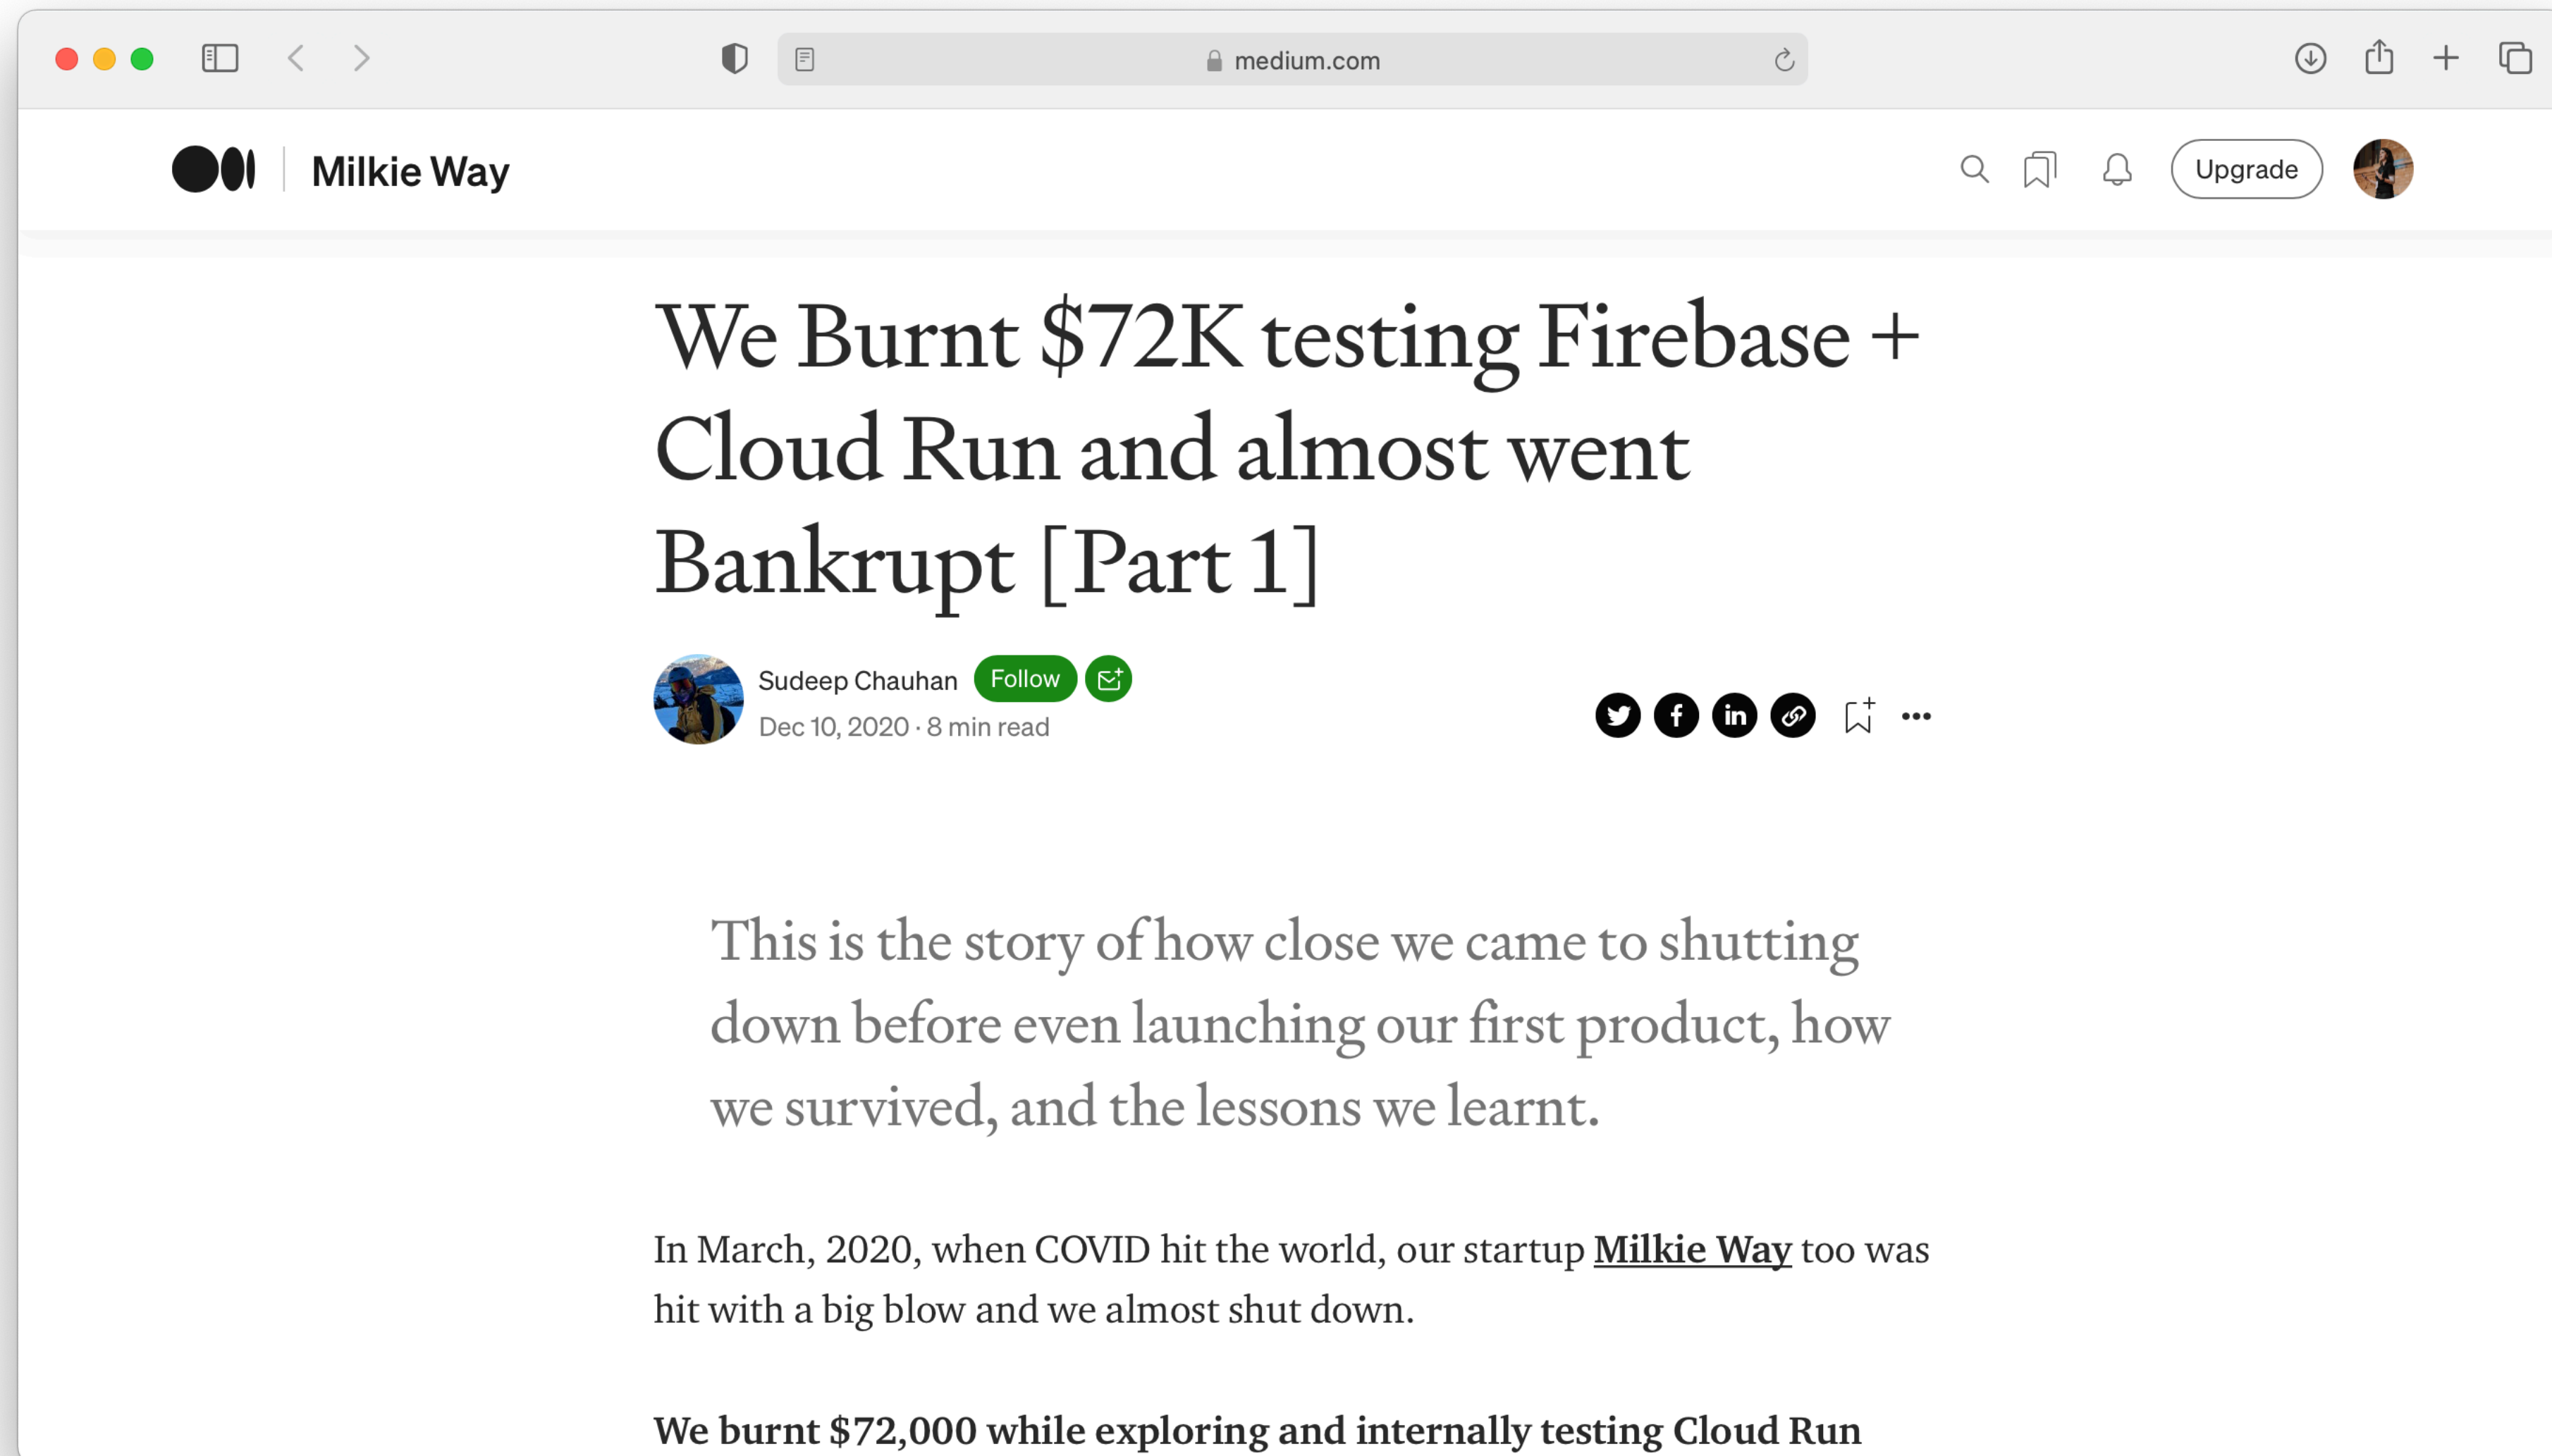 medium.com
Milkie Way
Upgrade
We Burnt $72K testing Firebase +
Cloud Run and almost went
Bankrupt [Part 1]
Sudeep Chauhan Follow
Dec 10, 2020 · 8 min read
This is the story of how close we came to shutting
down before even launching our first product, how
we survived, and the lessons we learnt.
In March, 2020, when COVID hit the world, our startup Milkie Way too was
hit with a big blow and we almost shut down.
We burnt $72,000 while exploring and internally testing Cloud Run